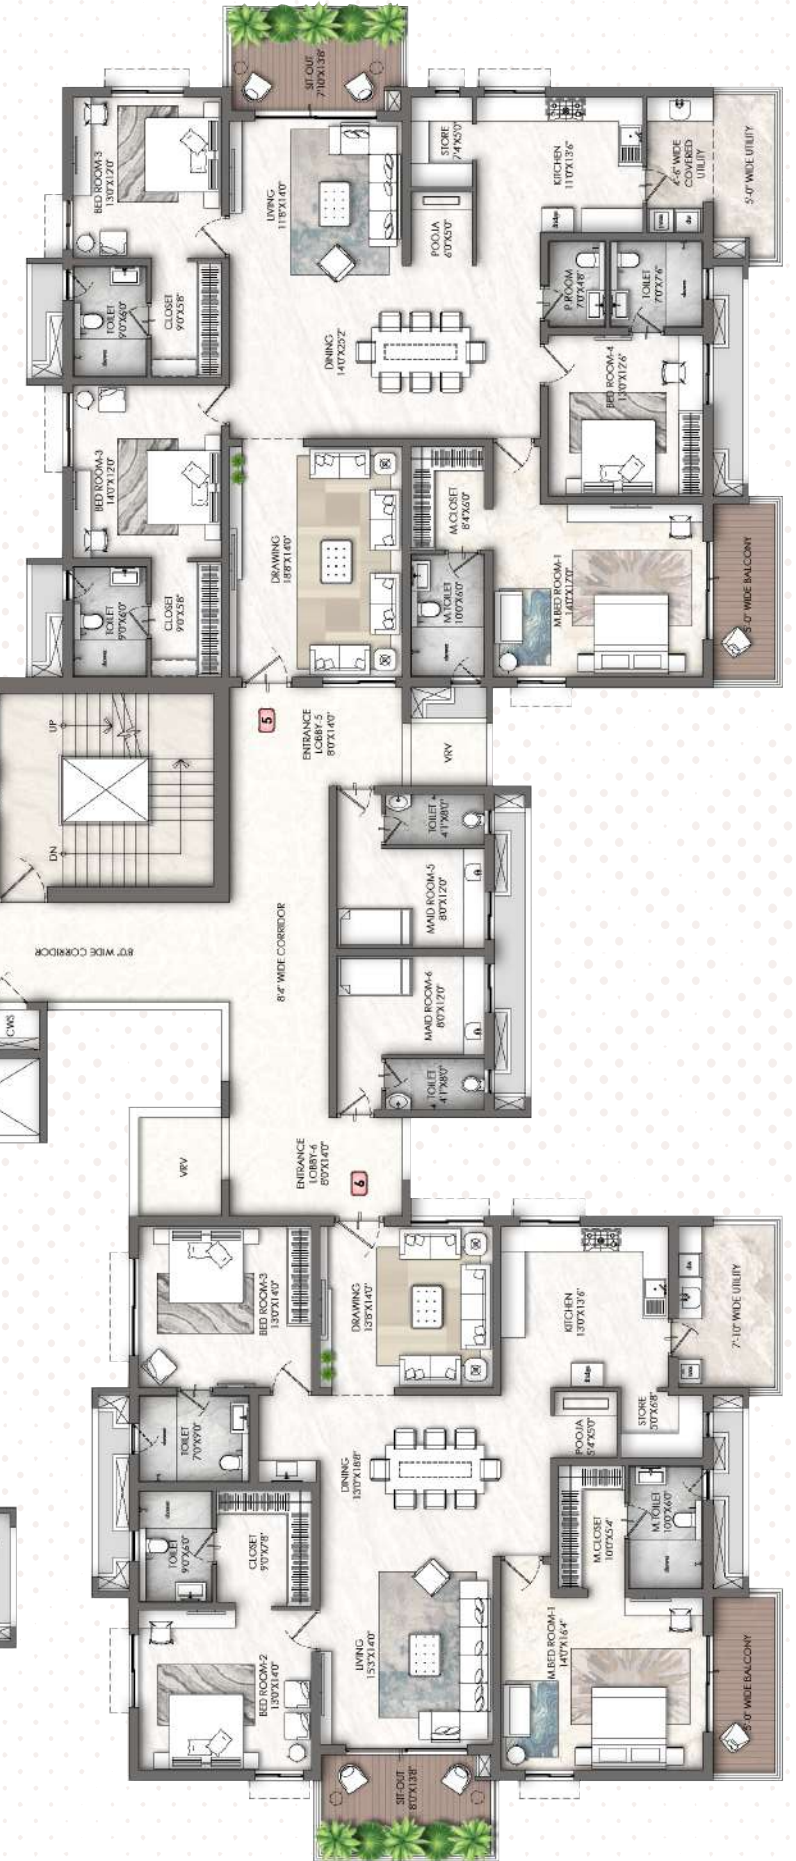 SIT-OUT
7'10"X13'8"
BED ROOM-3
13'0"X12'0"
LIVING
11'8"X14'0"
STORE
7'4"X5'0"
KITCHEN
11'0"X13'6"
4'-6" WIDE
COVERED
UTILITY
5'-0" WIDE UTILITY
POOJA
6'0"X5'0"
TOILET
9'0"X6'0"
CLOSET
9'0"X5'8"
P.ROOM
7'0"X4'8"
TOILET
7'0"X7'6"
DINING
14'0"X25'2"
BED ROOM-4
13'0"X12'6"
BED ROOM-3
14'0"X12'0"
DRAWING
18'8"X14'0"
M.CLOSET
8'4"X6'0"
M.BED ROOM-1
14'0"X17'0"
5'-0" WIDE BALCONY
TOILET
9'0"X6'0"
CLOSET
9'0"X5'8"
M.TOILET
10'0"X6'0"
UP
DN
5
ENTRANCE
LOBBY-5
8'0"X14'0"
VRV
TOILET
4'1"X8'0"
MAID ROOM-5
8'0"X12'0"
8'0" WIDE CORRIDOR
8'4" WIDE CORRIDOR
MAID ROOM-6
8'0"X12'0"
CWS
TOILET
4'1"X8'0"
VRV
ENTRANCE
LOBBY-6
8'0"X14'0"
6
BED ROOM-3
13'0"X14'0"
DRAWING
13'8"X14'0"
KITCHEN
13'0"X13'6"
7'-10" WIDE UTILITY
TOILET
7'0"X9'0"
DINING
13'0"X18'8"
POOJA
5'4"X5'0"
STORE
5'0"X6'8"
TOILET
9'0"X6'0"
CLOSET
9'0"X7'8"
M.CLOSET
10'0"X5'4"
M.TOILET
10'0"X6'0"
BED ROOM-2
13'0"X14'0"
LIVING
15'3"X14'0"
M.BED ROOM-1
14'0"X16'4"
5'-0" WIDE BALCONY
SIT-OUT
8'0"X13'8"